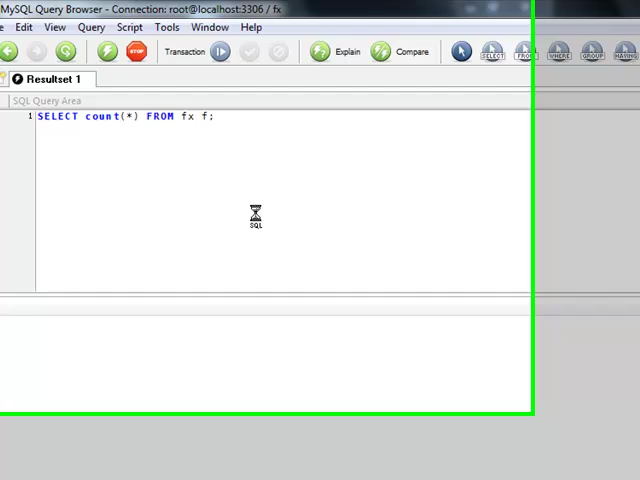 MySQL Query Browser - Connection: root@localhost:3306 / fx
Edit View Query Script Tools Window Help
STOP Transaction Explain Compare SELECT FROM WHERE GROUP HAVING
Resultset 1
SQL Query Area
1 SELECT count(*) FROM fx f;
SQL